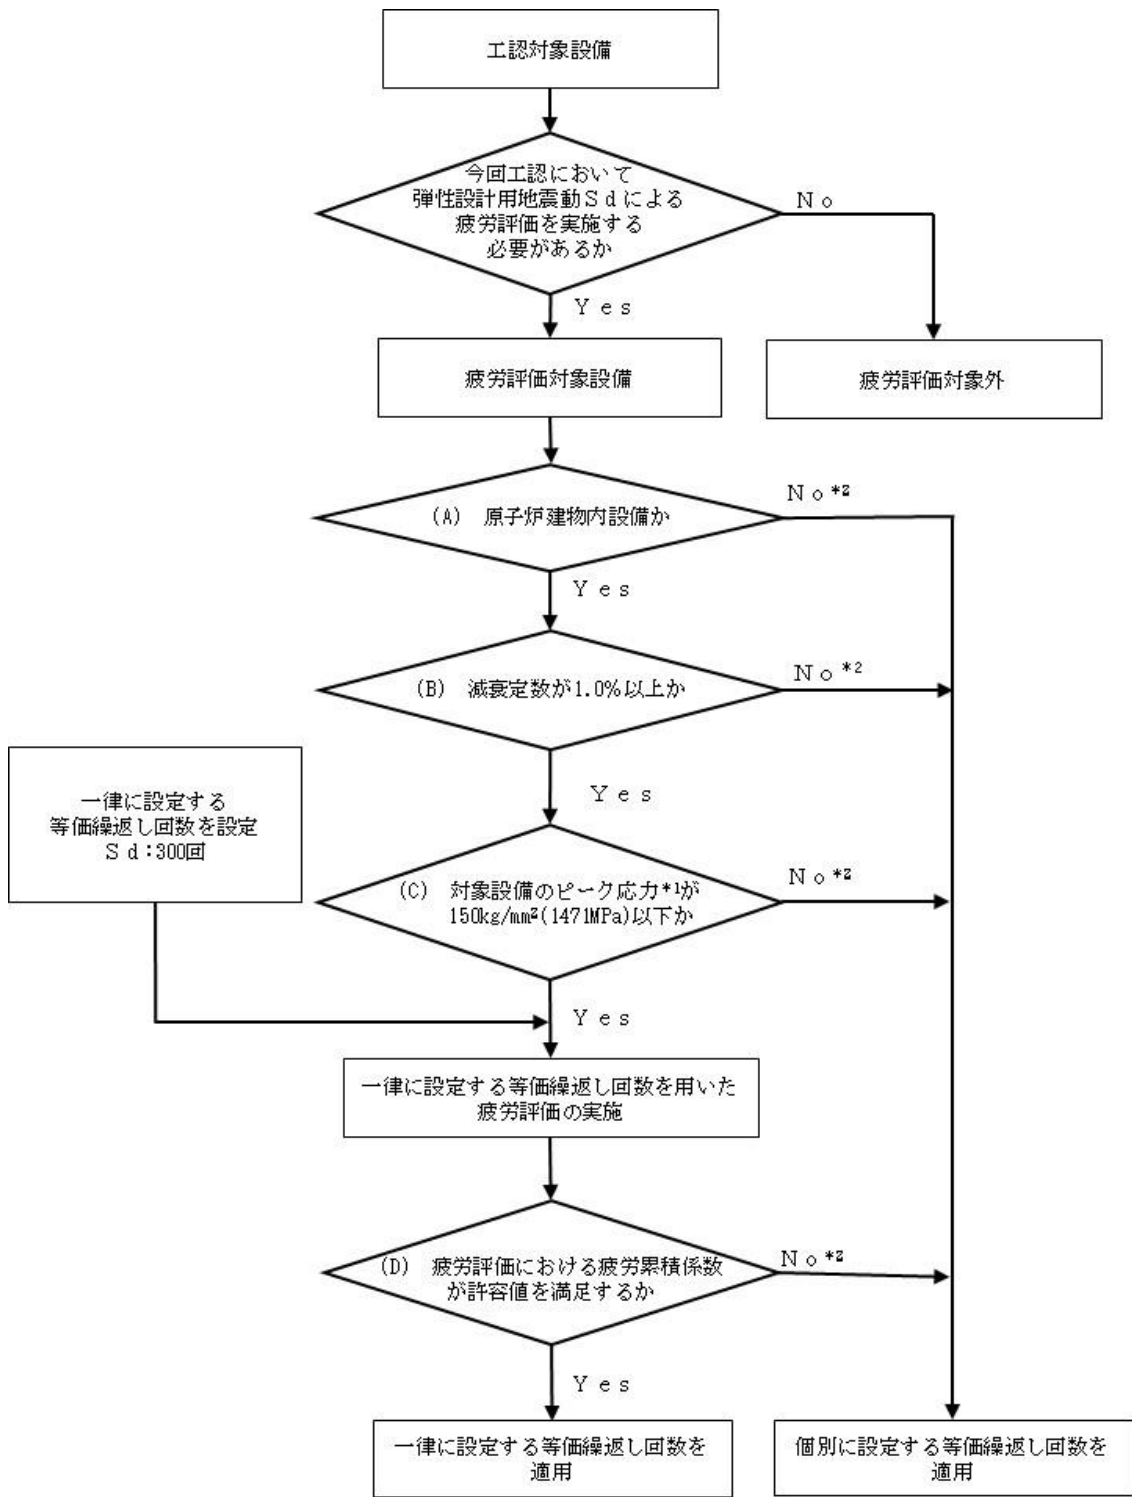 工認対象設備
今回工認において
弾性設計用地震動Ｓｄによる
疲労評価を実施する
必要があるか
Ｎｏ
Ｙｅｓ
疲労評価対象設備
疲労評価対象外
(A)　原子炉建物内設備か
Ｎｏ*2
Ｙｅｓ
(B)　減衰定数が1.0%以上か
Ｎｏ*2
Ｙｅｓ
一律に設定する
等価繰返し回数を設定
Ｓｄ：300回
(C)　対象設備のピーク応力*1が
150kg/mm²(1471MPa)以下か
Ｎｏ*2
Ｙｅｓ
一律に設定する等価繰返し回数を用いた
疲労評価の実施
(D)　疲労評価における疲労累積係数
が許容値を満足するか
Ｎｏ*2
Ｙｅｓ
一律に設定する等価繰返し回数を
適用
個別に設定する等価繰返し回数を
適用